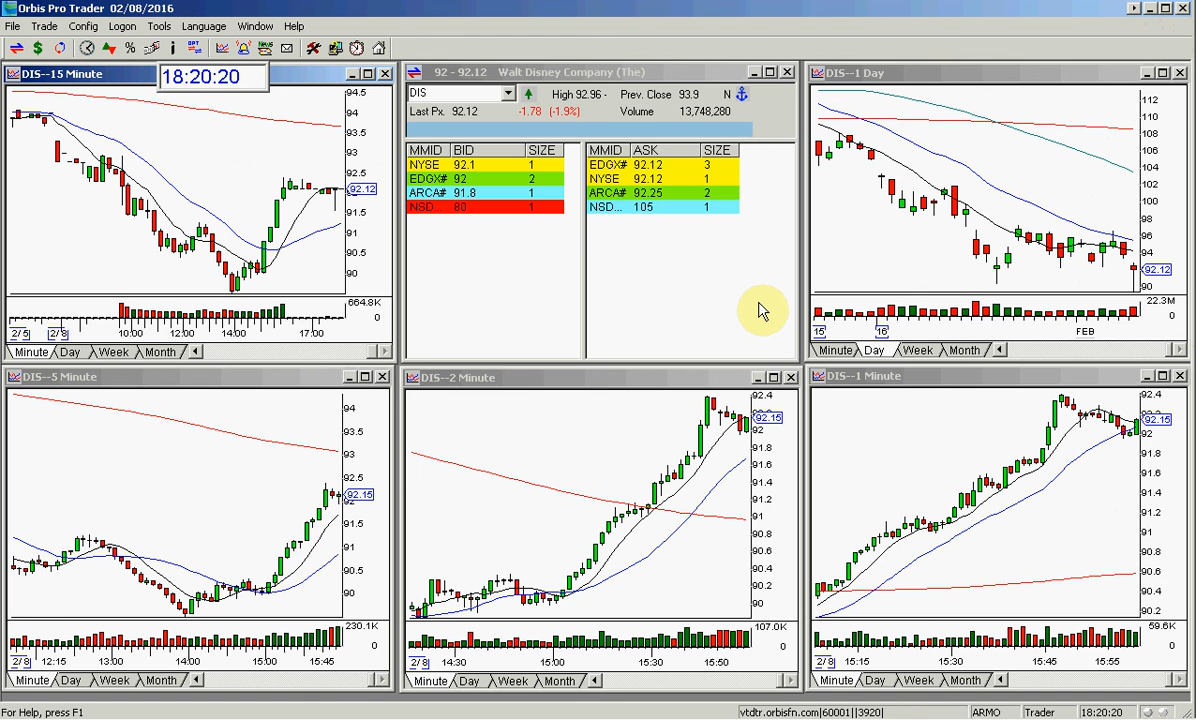 Orbis Pro Trader 02/08/2016
File Trade Config Logon Tools Language Window Help
DIS--15 Minute
18:20:20
94.5
94
93.5
93
92.5
92.12
91.5
91
90.5
90
664.8K
0
2/5 2/8 10:00 12:00 14:00 17:00
Minute Day Week Month
92 - 92.12 Walt Disney Company (The)
DIS High 92.96 - Prev. Close 93.9 N
Last Px. 92.12 -1.78 (-1.9%) Volume 13,748,280
MMID BID SIZE
NYSE 92.1 1
EDGX# 92 2
ARCA# 91.8 1
NSD... 80 1
MMID ASK SIZE
EDGX# 92.12 3
NYSE 92.12 1
ARCA# 92.25 2
NSD... 105 1
DIS--1 Day
112
110
108
106
104
102
100
98
96
94
92.12
90
22.3M
0
15 16 FEB
Minute Day Week Month
DIS--5 Minute
94
93.5
93
92.5
92.15
91.5
91
90.5
90
230.1K
0
2/8 12:15 13:00 14:00 15:00 15:45
Minute Day Week Month
DIS--2 Minute
92.4
92.15
92
91.8
91.6
91.4
91.2
91
90.8
90.6
90.4
90.2
90
107.0K
0
2/8 14:30 15:00 15:30 15:50
Minute Day Week Month
DIS--1 Minute
92.4
92.15
92
91.8
91.6
91.4
91.2
91
90.8
90.6
90.4
90.2
59.6K
0
2/8 15:15 15:30 15:45 15:55
Minute Day Week Month
For Help, press F1
vtdtr.orbisfn.com|60001||3920| ARMO Trader 18:20:20